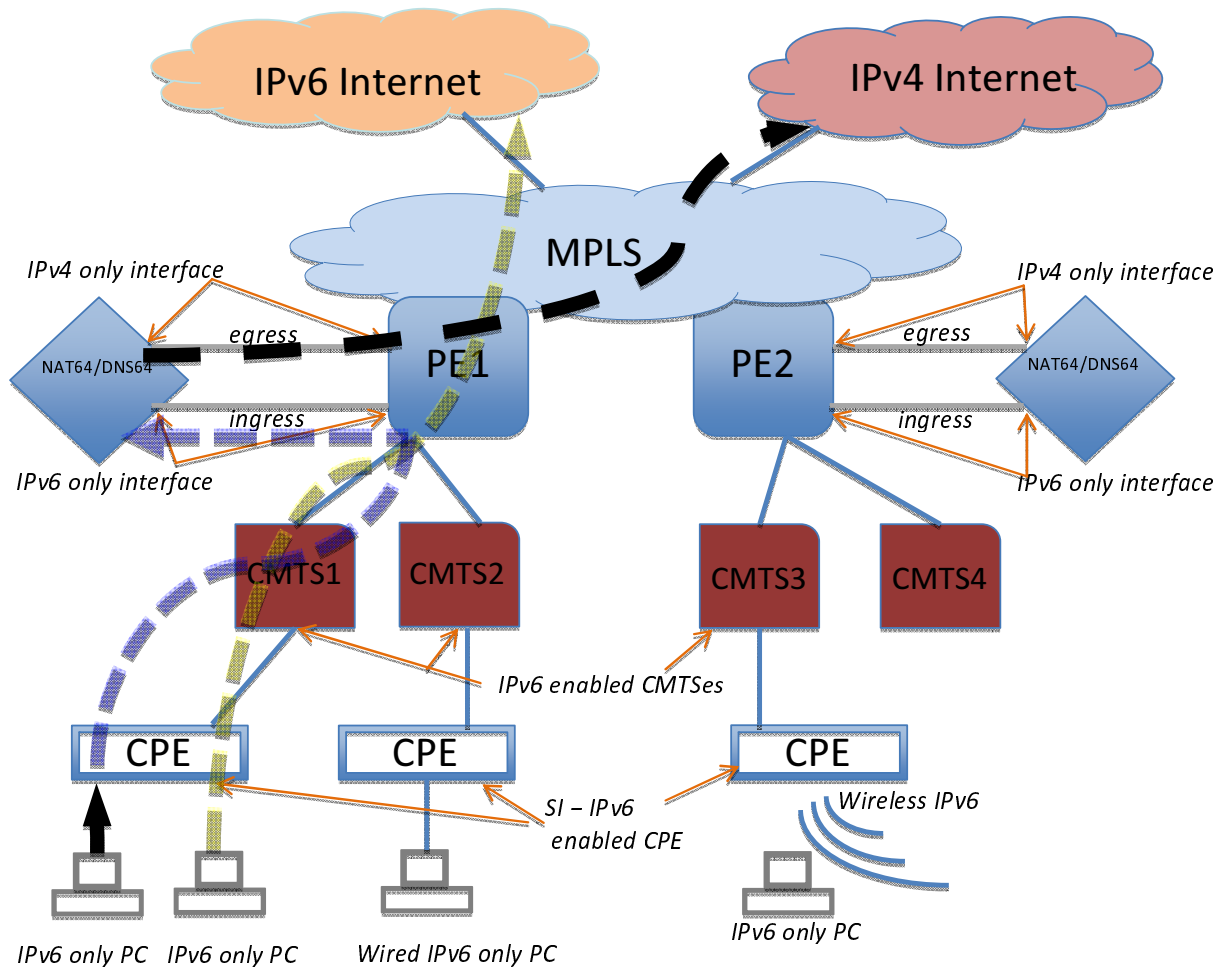 IPv6 Internet
IPv4 Internet
MPLS
IPv4 only interface
IPv4 only interface
egress
egress
NAT64/DNS64
PE1
PE2
NAT64/DNS64
ingress
ingress
IPv6 only interface
IPv6 only interface
CMTS1
CMTS2
CMTS3
CMTS4
IPv6 enabled CMTSes
CPE
CPE
CPE
SI – IPv6
enabled CPE
Wireless IPv6
IPv6 only PC
IPv6 only PC
IPv6 only PC
Wired IPv6 only PC